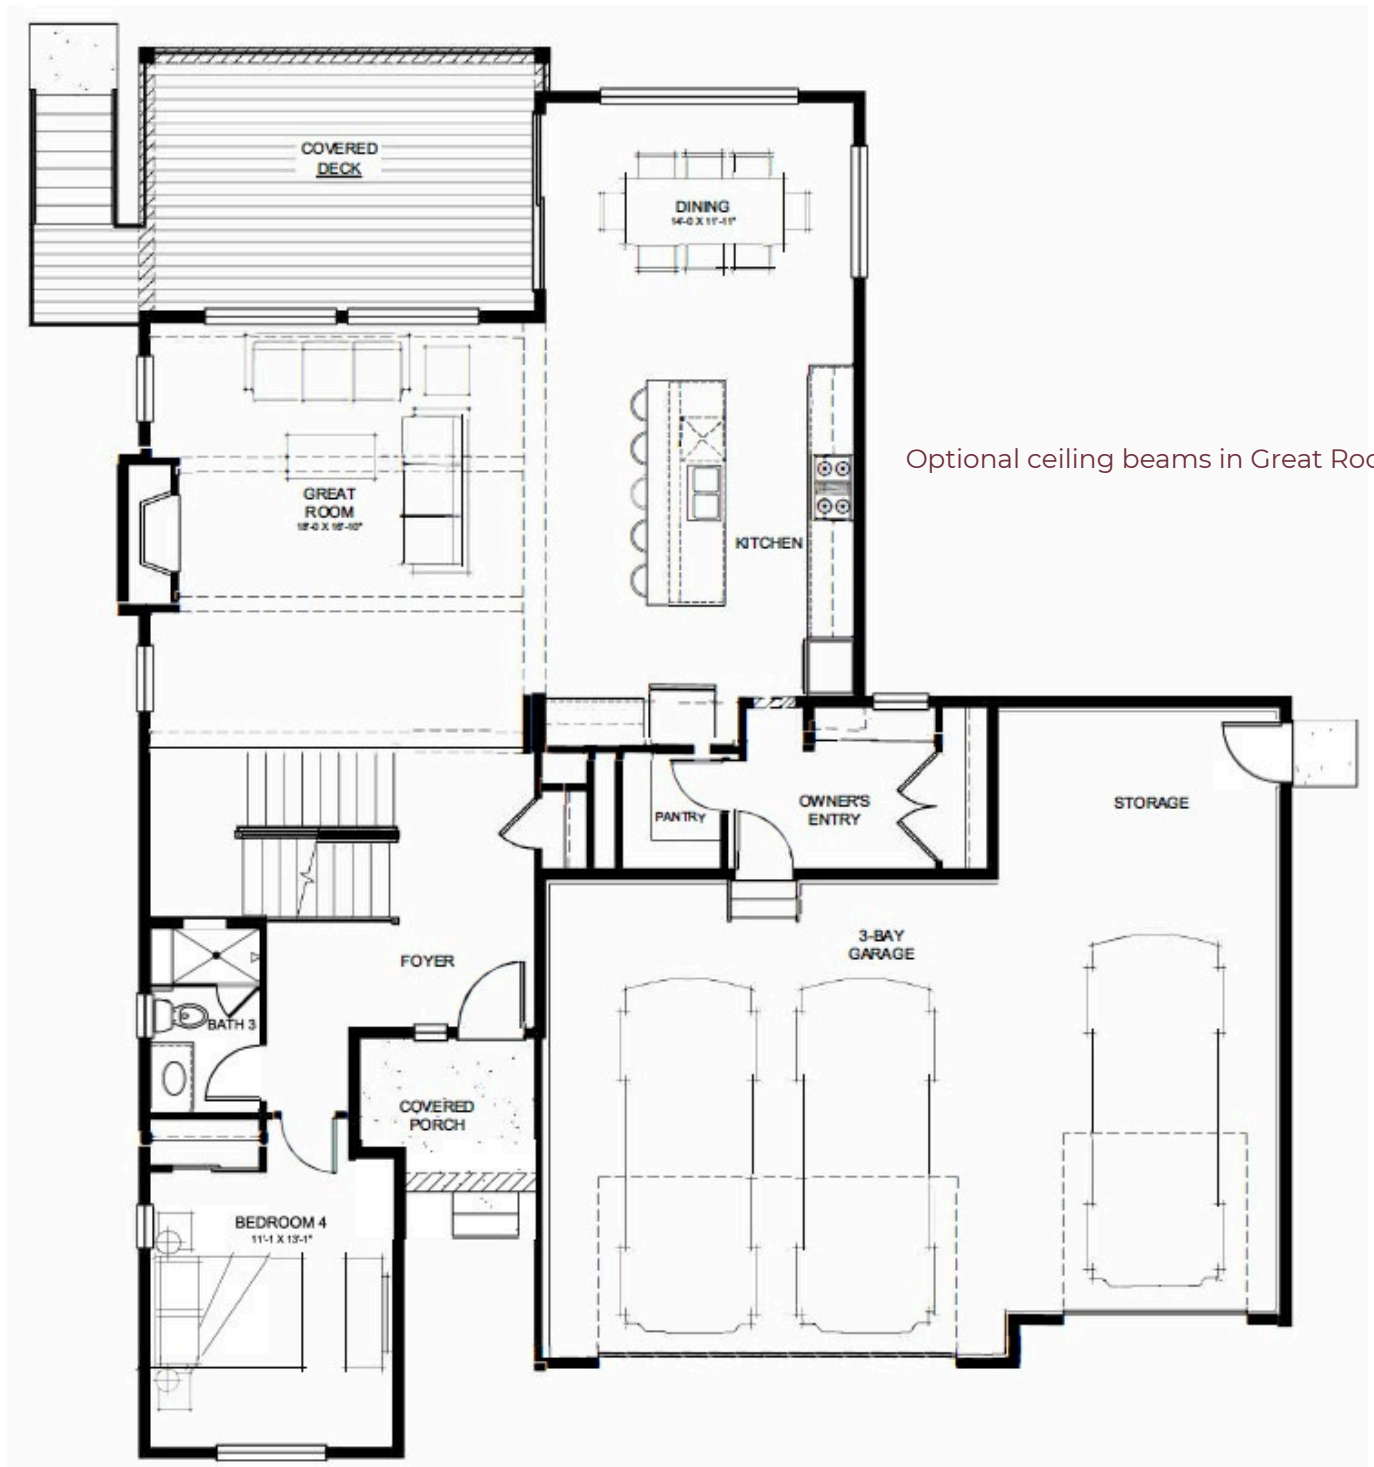 COVERED
DECK
DINING
14'-0 X 11'-11"
Optional ceiling beams in Great Roo
GREAT
ROOM
18'-0 X 16'-10"
KITCHEN
OWNER'S
ENTRY
PANTRY
STORAGE
3-BAY
GARAGE
FOYER
BATH 3
COVERED
PORCH
BEDROOM 4
11'-1 X 13'-1"